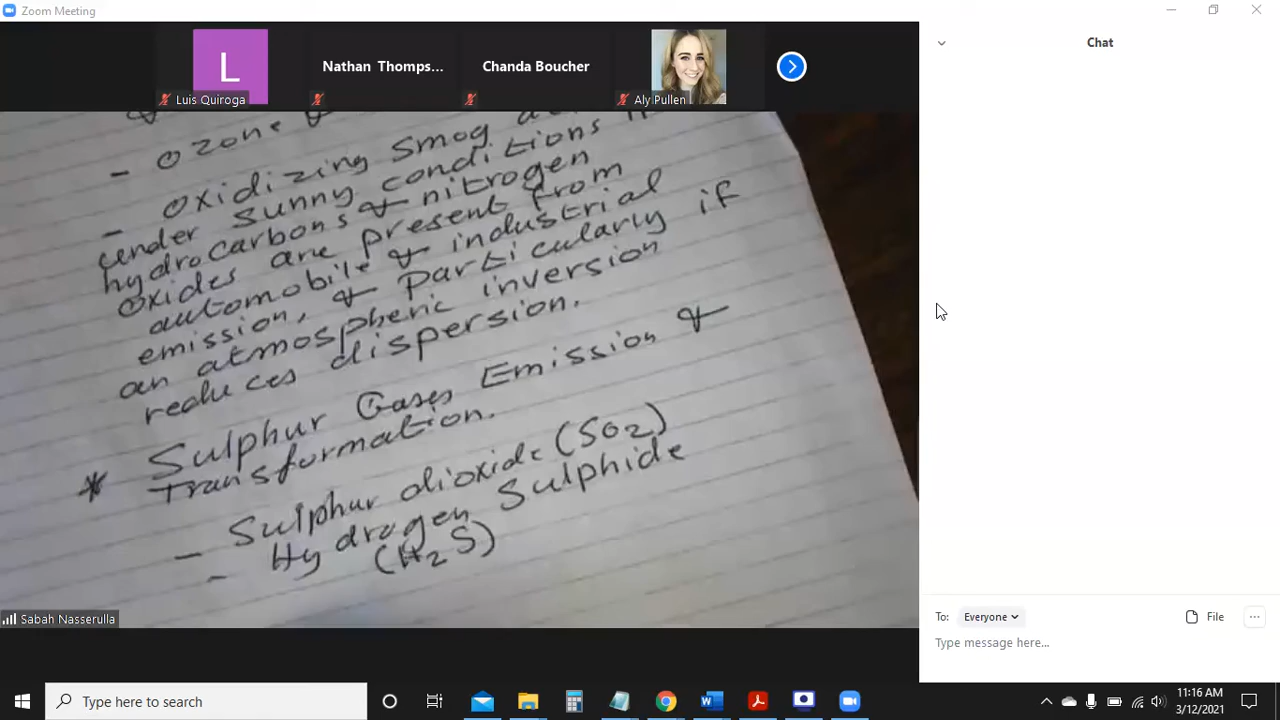 Zoom Meeting
L
Luis Quiroga
Nathan Thomps...
Chanda Boucher
Aly Pullen
Chat
- Ozone &
- Oxidizing Smog
under sunny conditions
hydrocarbons & nitrogen
oxides are present from
automobile & industrial
emission, & Particularly if
an atmospheric inversion
reduces dispersion.
* Sulphur Gases Emission &
Transformation.
- Sulphur dioxide (SO2)
- Hydrogen Sulphide
(H2S)
Sabah Nasserulla
To: Everyone
File
...
Type message here...
Type here to search
11:16 AM
3/12/2021